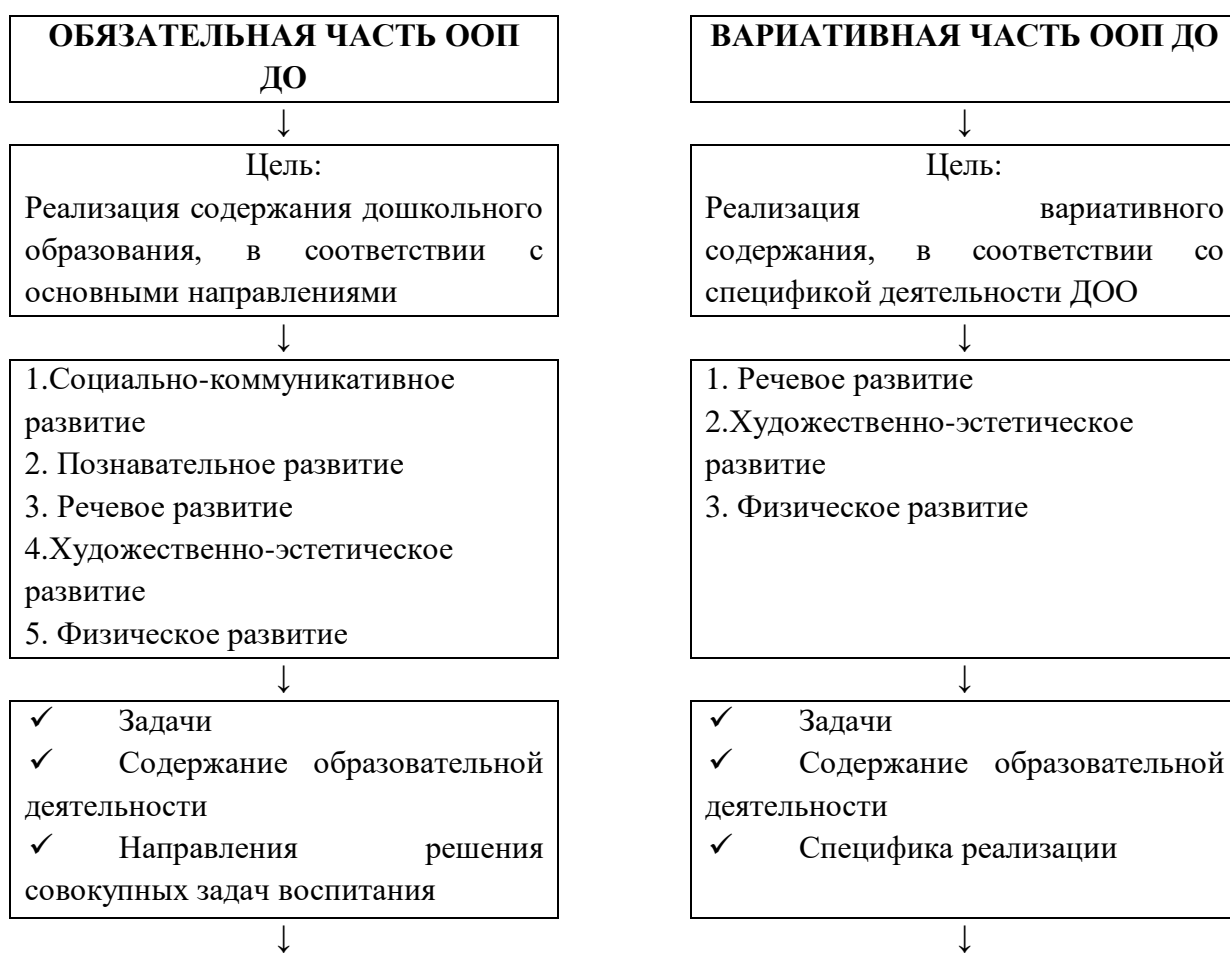 ОБЯЗАТЕЛЬНАЯ ЧАСТЬ ООП
ДО
↓
Цель:
Реализация содержания дошкольного
образования, в соответствии с
основными направлениями
↓
1.Социально-коммуникативное
развитие
2. Познавательное развитие
3. Речевое развитие
4.Художественно-эстетическое
развитие
5. Физическое развитие
↓
✓ Задачи
✓ Содержание образовательной
деятельности
✓ Направления решения
совокупных задач воспитания
↓
ВАРИАТИВНАЯ ЧАСТЬ ООП ДО
↓
Цель:
Реализация вариативного
содержания, в соответствии со
спецификой деятельности ДОО
↓
1. Речевое развитие
2.Художественно-эстетическое
развитие
3. Физическое развитие
↓
✓ Задачи
✓ Содержание образовательной
деятельности
✓ Специфика реализации
↓